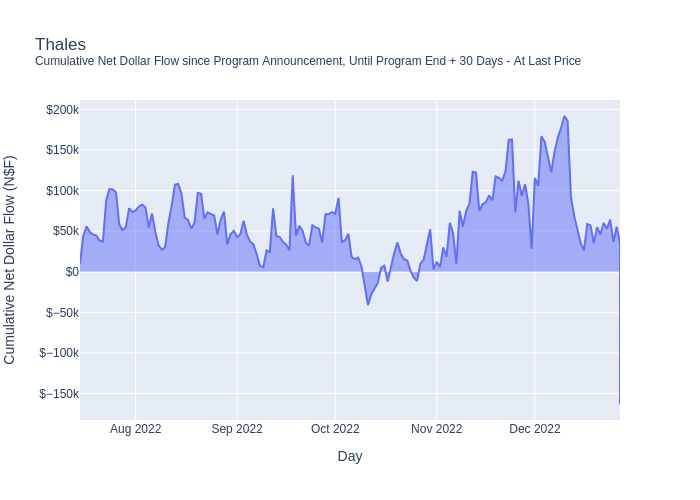 Thales
Cumulative Net Dollar Flow since Program Announcement, Until Program End + 30 Days - At Last Price
Cumulative Net Dollar Flow (N$F)
$200k
$150k
$100k
$50k
$0
$−50k
$−100k
$−150k
Aug 2022
Sep 2022
Oct 2022
Nov 2022
Dec 2022
Day